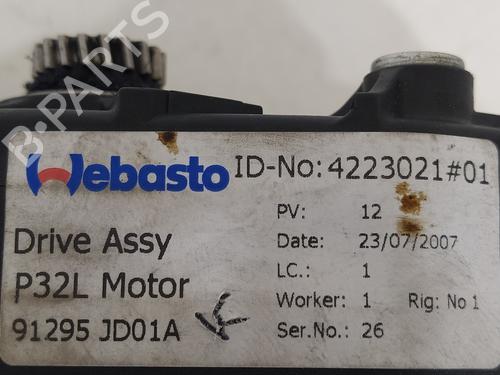 B-PARTS
Webasto
ID-No: 4223021#01
Drive Assy
P32L Motor
91295 JD01A
PV: 12
Date: 23/07/2007
LC.: 1
Worker: 1 Rig: No 1
Ser.No.: 26